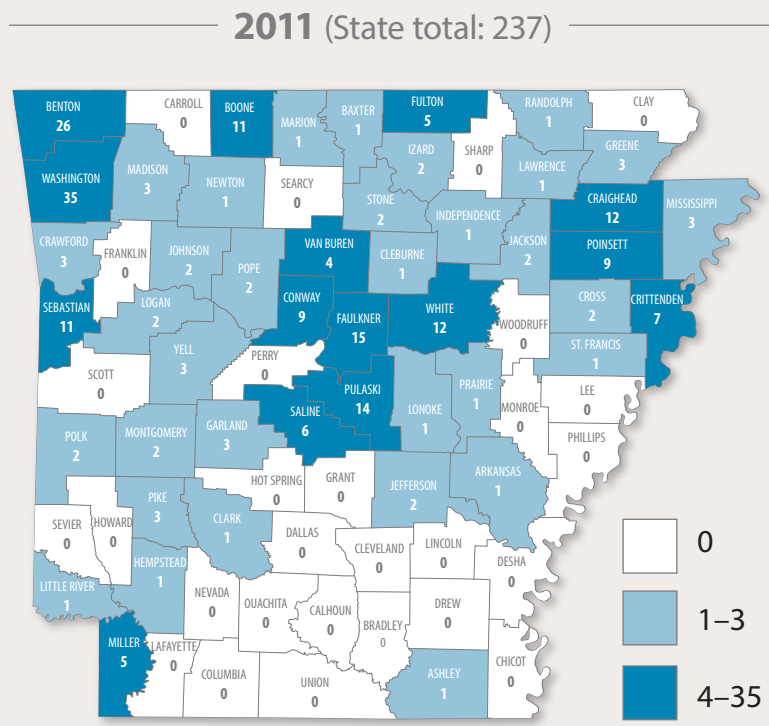 2011 (State total: 237)
BENTON
26
CARROLL
0
BOONE
11
MARION
1
BAXTER
1
FULTON
5
RANDOLPH
1
CLAY
0
IZARD
2
SHARP
0
GREENE
3
LAWRENCE
1
WASHINGTON
35
MADISON
3
NEWTON
1
SEARCY
0
STONE
2
INDEPENDENCE
1
CRAIGHEAD
12
MISSISSIPPI
3
CRAWFORD
3
FRANKLIN
0
JOHNSON
2
POPE
2
VAN BUREN
4
CLEBURNE
1
JACKSON
2
POINSETT
9
SEBASTIAN
11
LOGAN
2
CONWAY
9
FAULKNER
15
WHITE
12
WOODRUFF
0
CROSS
2
CRITTENDEN
7
ST. FRANCIS
1
SCOTT
0
YELL
3
PERRY
0
PULASKI
14
SALINE
6
LONOKE
1
PRAIRIE
1
MONROE
0
LEE
0
PHILLIPS
0
POLK
2
MONTGOMERY
2
GARLAND
3
HOT SPRING
0
GRANT
0
JEFFERSON
2
ARKANSAS
1
SEVIER
0
HOWARD
0
PIKE
3
CLARK
1
DALLAS
0
CLEVELAND
0
LINCOLN
0
DESHA
0
LITTLE RIVER
1
HEMPSTEAD
1
NEVADA
0
OUACHITA
0
CALHOUN
0
BRADLEY
0
DREW
0
MILLER
5
LAFAYETTE
0
COLUMBIA
0
UNION
0
ASHLEY
1
CHICOT
0
0
1–3
4–35